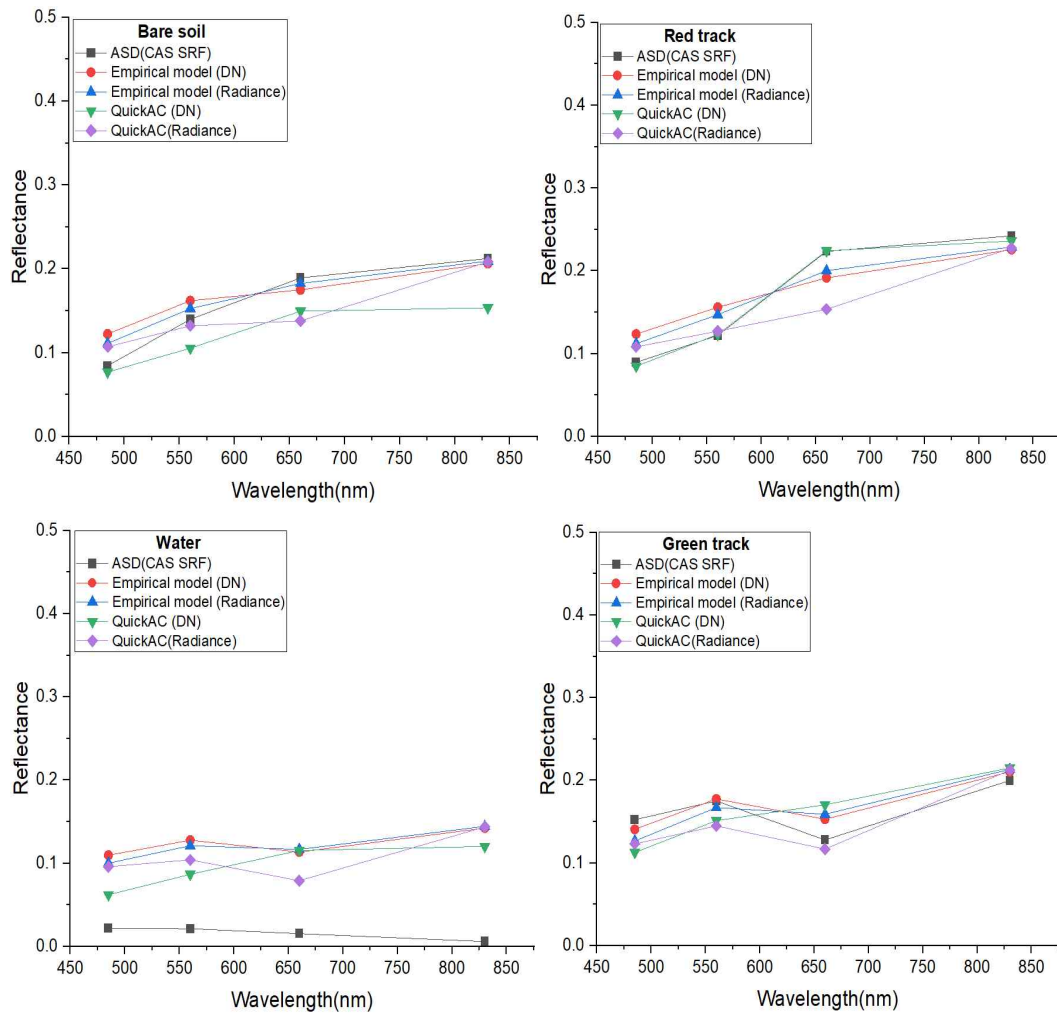 Bare soil
ASD(CAS SRF)
Empirical model (DN)
Empirical model (Radiance)
QuickAC (DN)
QuickAC(Radiance)
0.5
0.4
0.3
0.2
0.1
0.0
Reflectance
450 500 550 600 650 700 750 800 850
Wavelength(nm)
Red track
ASD(CAS SRF)
Empirical model (DN)
Empirical model (Radiance)
QuickAC (DN)
QuickAC(Radiance)
0.5
0.4
0.3
0.2
0.1
0.0
Reflectance
450 500 550 600 650 700 750 800 850
Wavelength(nm)
Water
ASD(CAS SRF)
Empirical model (DN)
Empirical model (Radiance)
QuickAC (DN)
QuickAC(Radiance)
0.5
0.4
0.3
0.2
0.1
0.0
Reflectance
450 500 550 600 650 700 750 800 850
Wavelength(nm)
Green track
ASD(CAS SRF)
Empirical model (DN)
Empirical model (Radiance)
QuickAC (DN)
QuickAC(Radiance)
0.5
0.4
0.3
0.2
0.1
0.0
Reflectance
450 500 550 600 650 700 750 800 850
Wavelength(nm)